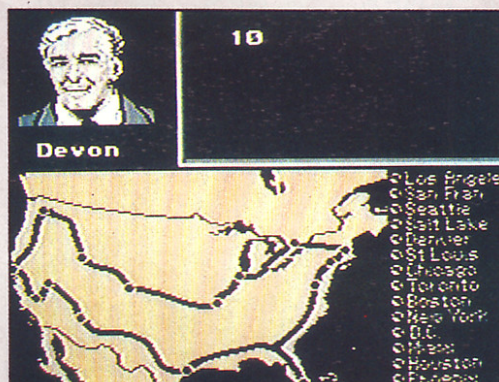 10
Devon
Los Angeles
San Fran
Seattle
Salt Lake
Denver
St Louis
Chicago
Toronto
Boston
New York
D.C.
Miami
Houston
Phoenix